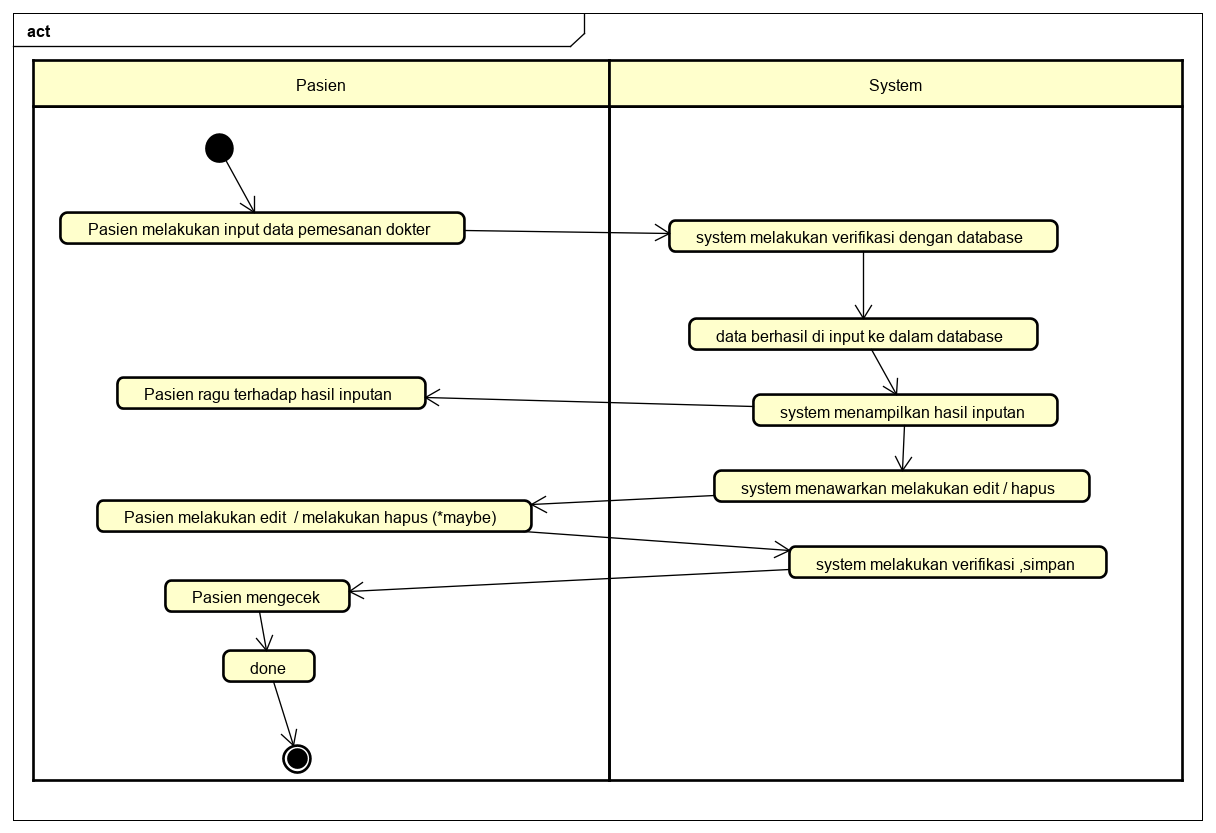 act
Pasien
System
Pasien melakukan input data pemesanan dokter
system melakukan verifikasi dengan database
data berhasil di input ke dalam database
Pasien ragu terhadap hasil inputan
system menampilkan hasil inputan
system menawarkan melakukan edit / hapus
Pasien melakukan edit  / melakukan hapus (*maybe)
system melakukan verifikasi ,simpan
Pasien mengecek
done